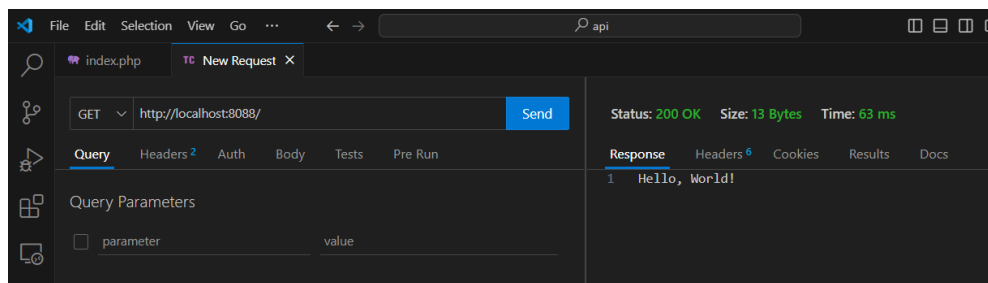 File Edit Selection View Go ··· api
index.php TC New Request
GET http://localhost:8088/ Send
Status: 200 OK Size: 13 Bytes Time: 63 ms
Query Headers 2 Auth Body Tests Pre Run
Response Headers 6 Cookies Results Docs
1 Hello, World!
Query Parameters
parameter value